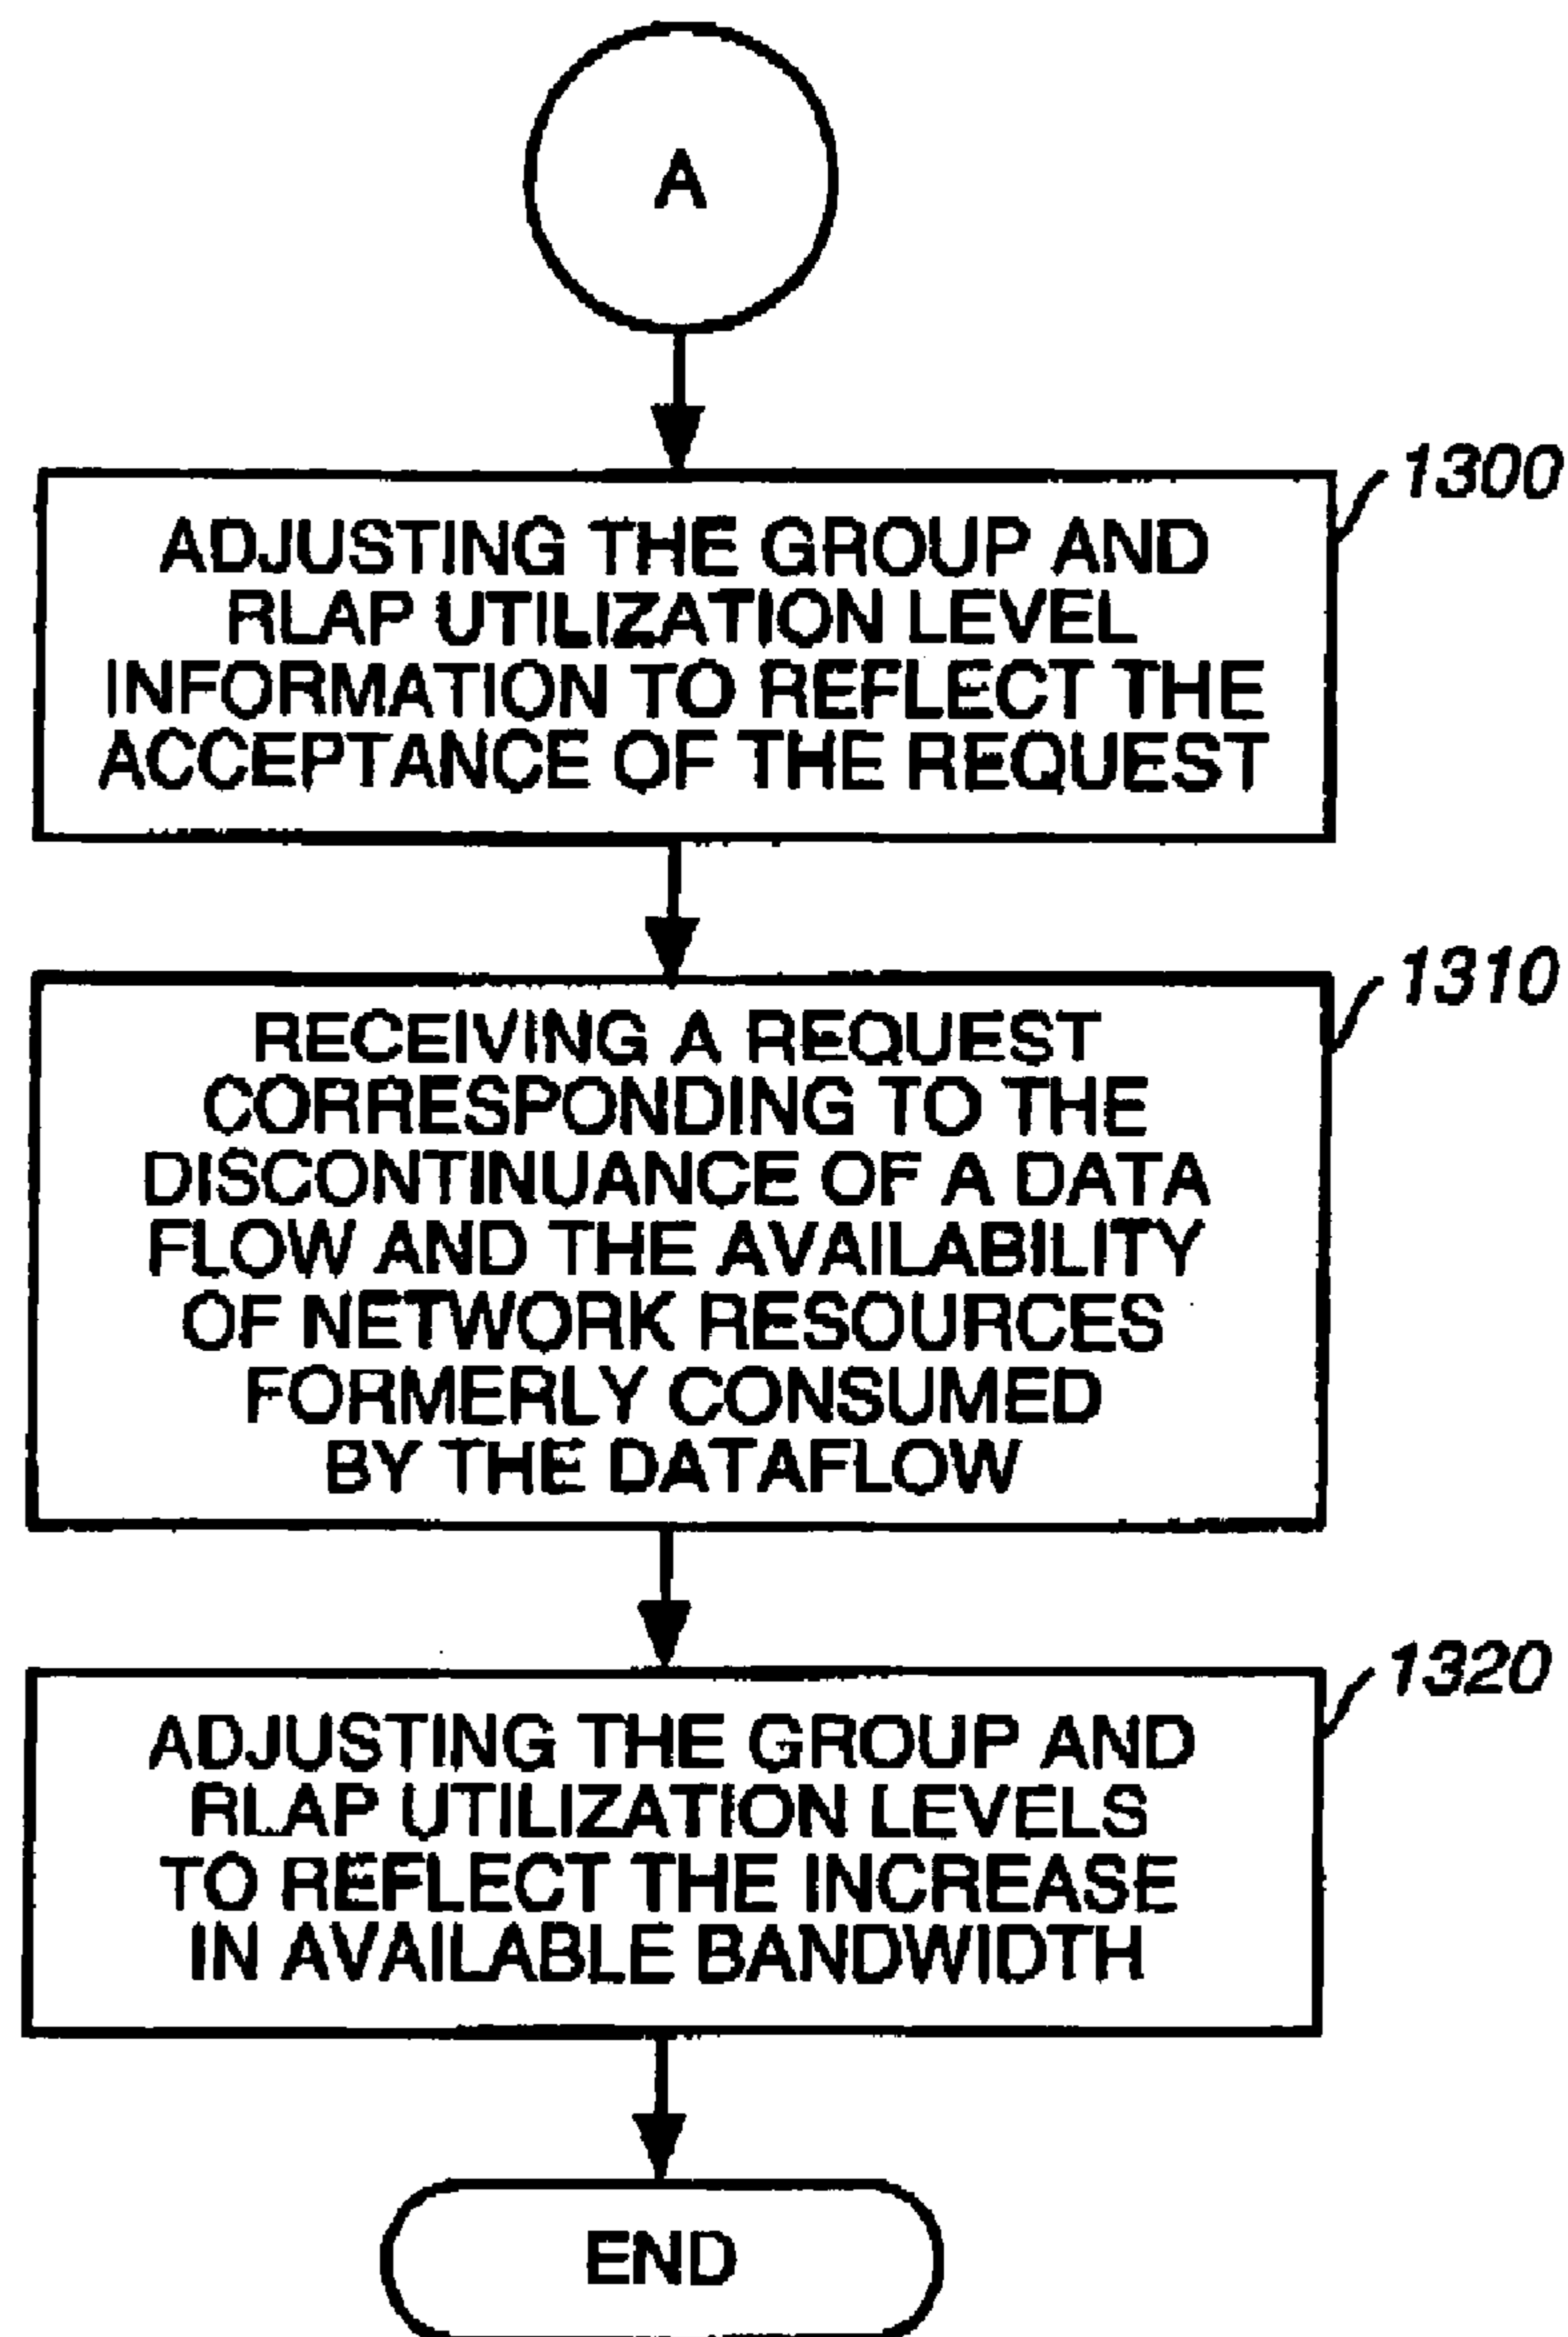 A
1300
ADJUSTING THE GROUP AND
RLAP UTILIZATION LEVEL
INFORMATION TO REFLECT THE
ACCEPTANCE OF THE REQUEST
1310
RECEIVING A REQUEST
CORRESPONDING TO THE
DISCONTINUANCE OF A DATA
FLOW AND THE AVAILABILITY
OF NETWORK RESOURCES
FORMERLY CONSUMED
BY THE DATAFLOW
1320
ADJUSTING THE GROUP AND
RLAP UTILIZATION LEVELS
TO REFLECT THE INCREASE
IN AVAILABLE BANDWIDTH
END